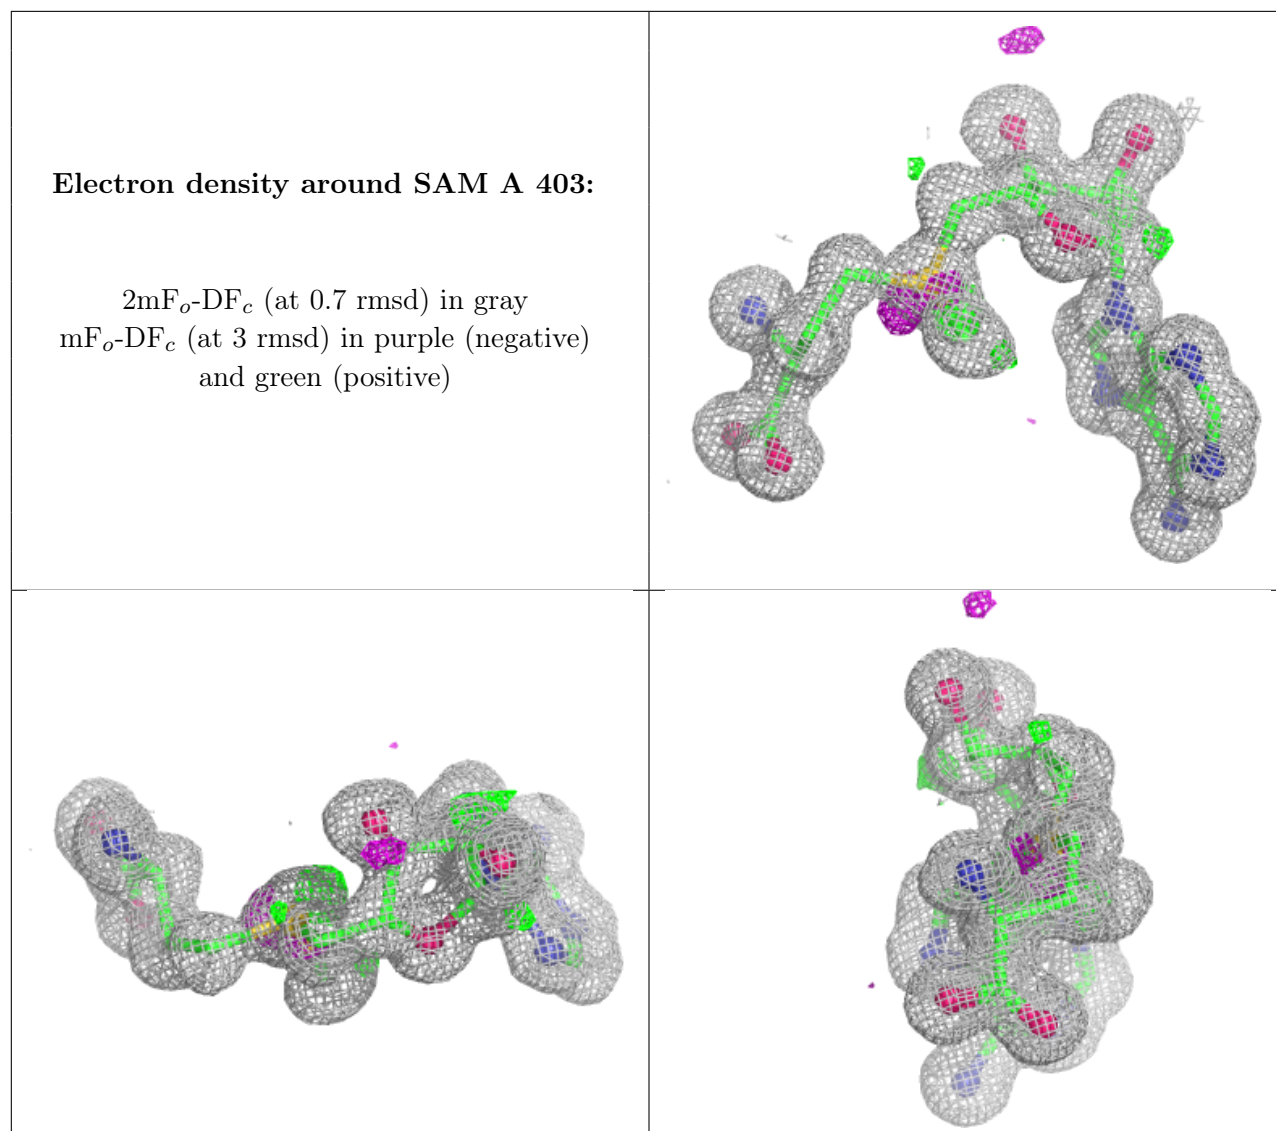 Electron density around SAM A 403:
2mFo-DFc (at 0.7 rmsd) in gray
mFo-DFc (at 3 rmsd) in purple (negative)
and green (positive)